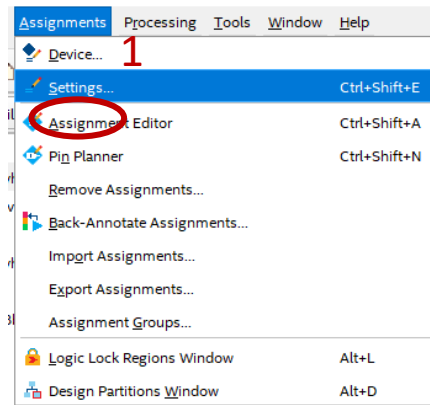 Assignments Processing Tools Window Help
Device... 1
Settings... Ctrl+Shift+E
Assignment Editor Ctrl+Shift+A
Pin Planner Ctrl+Shift+N
Remove Assignments...
Back-Annotate Assignments...
Import Assignments...
Export Assignments...
Assignment Groups...
Logic Lock Regions Window Alt+L
Design Partitions Window Alt+D